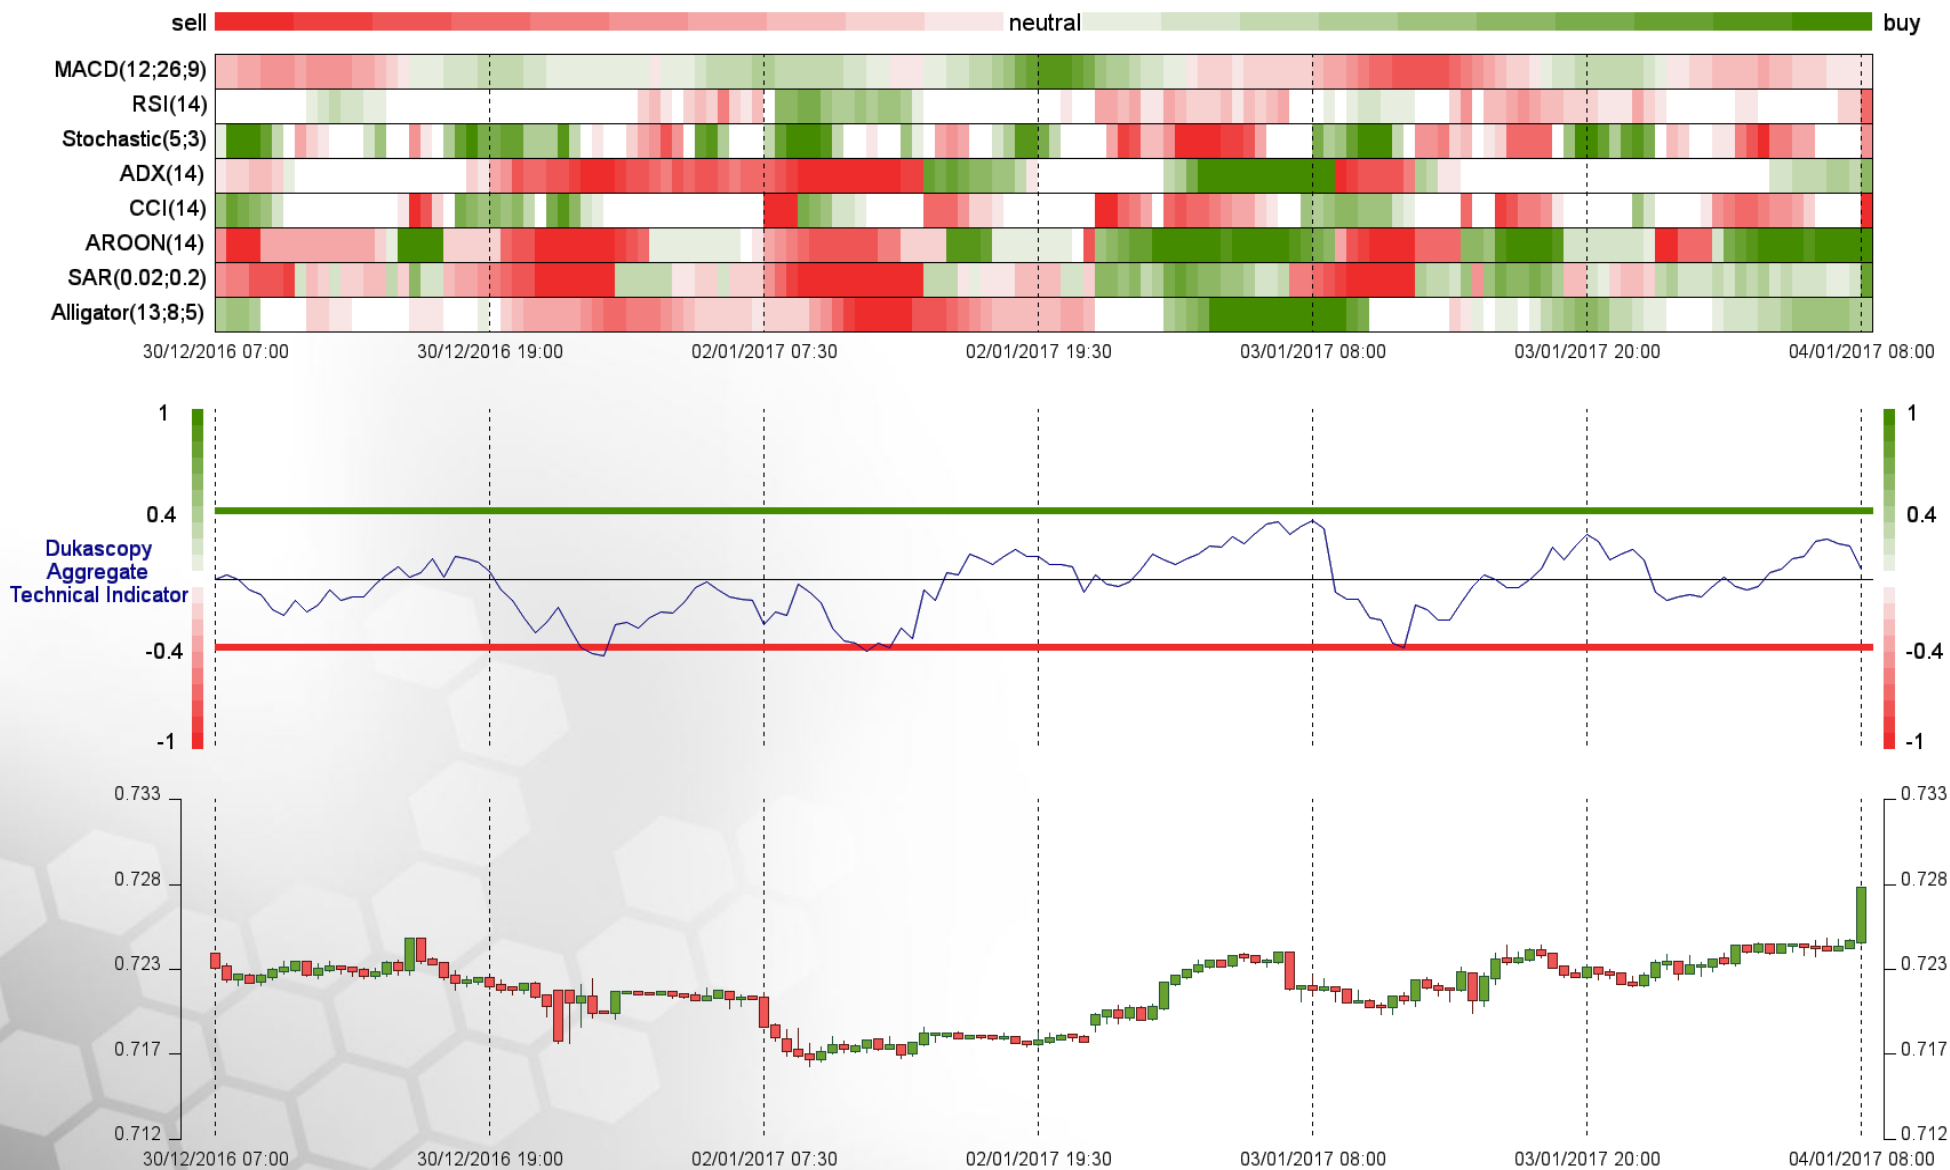 sell neutral buy
MACD(12;26;9)
RSI(14)
Stochastic(5;3)
ADX(14)
CCI(14)
AROON(14)
SAR(0.02;0.2)
Alligator(13;8;5)
30/12/2016 07:00 30/12/2016 19:00 02/01/2017 07:30 02/01/2017 19:30 03/01/2017 08:00 03/01/2017 20:00 04/01/2017 08:00
1 1
0.4 0.4
Dukascopy
Aggregate
Technical Indicator
-0.4 -0.4
-1 -1
0.733 0.733
0.728 0.728
0.723 0.723
0.717 0.717
0.712 0.712
30/12/2016 07:00 30/12/2016 19:00 02/01/2017 07:30 02/01/2017 19:30 03/01/2017 08:00 03/01/2017 20:00 04/01/2017 08:00